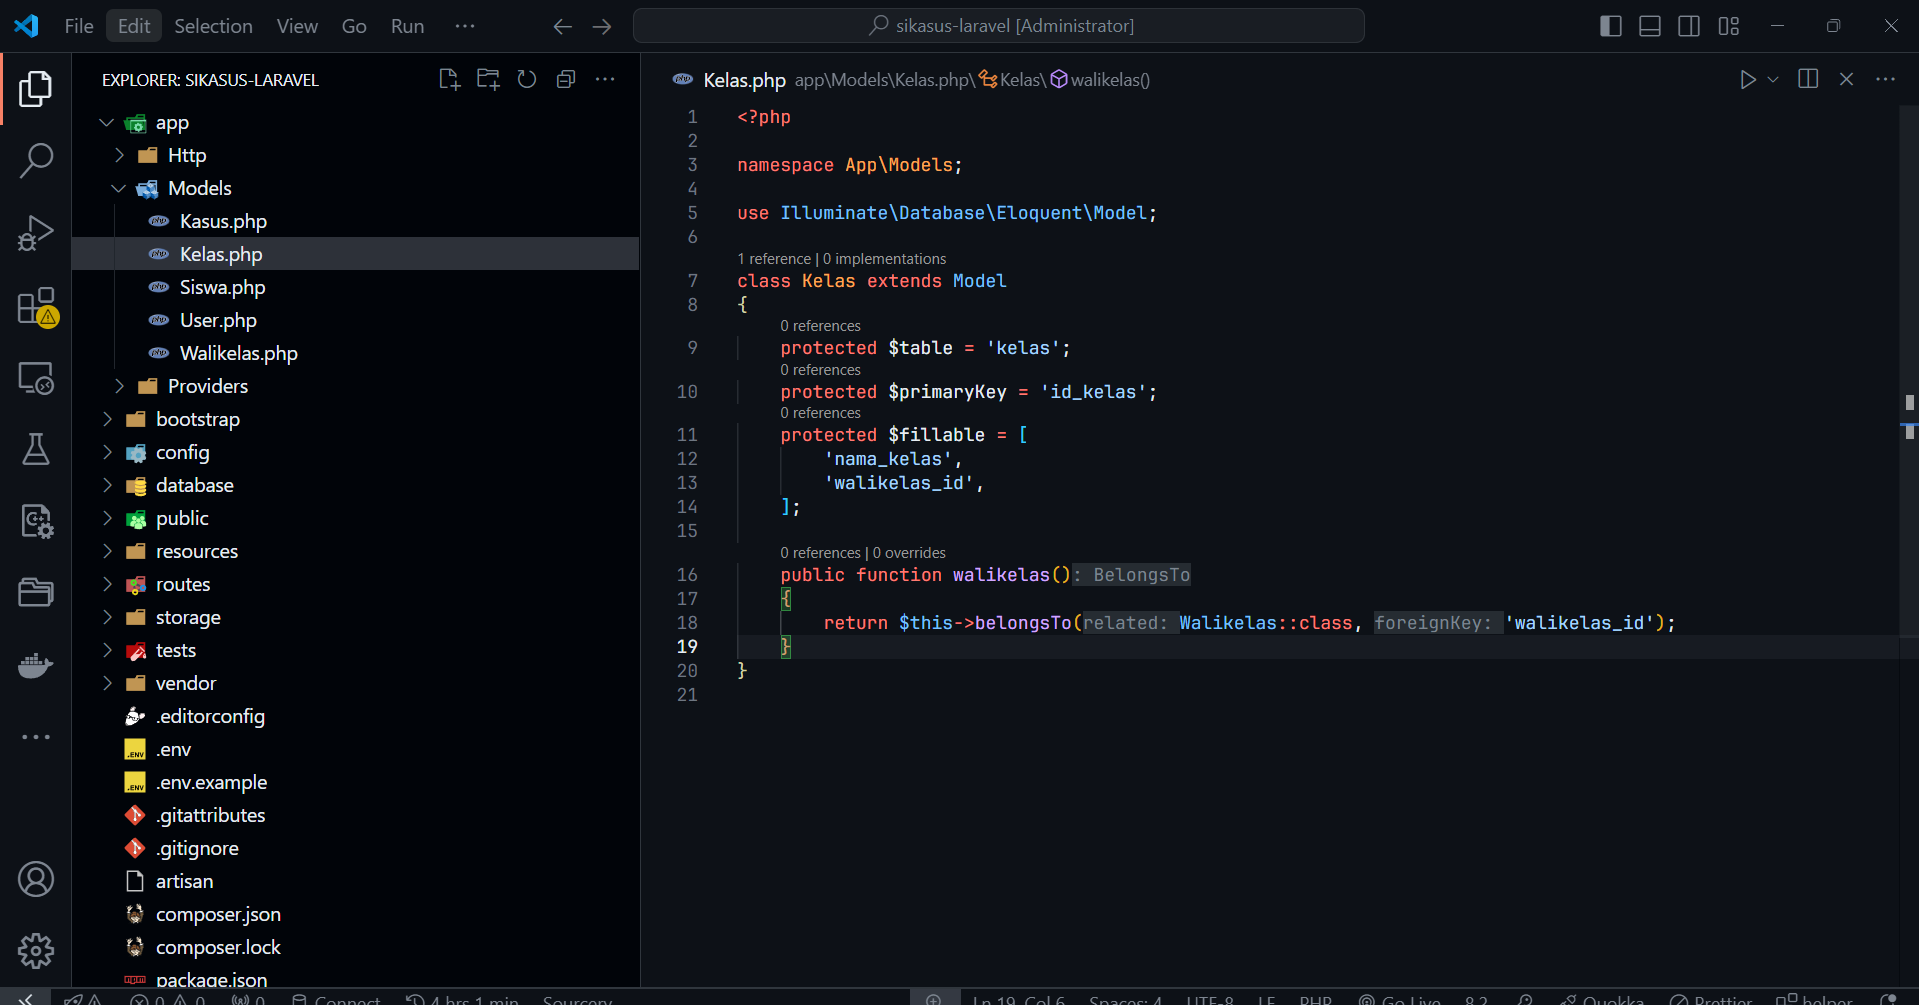 File Edit Selection View Go Run ··· sikasus-laravel [Administrator]
EXPLORER: SIKASUS-LARAVEL
app
Http
Models
Kasus.php
Kelas.php
Siswa.php
User.php
Walikelas.php
Providers
bootstrap
config
database
public
resources
routes
storage
tests
vendor
.editorconfig
.env
.env.example
.gitattributes
.gitignore
artisan
composer.json
composer.lock
package.json
Kelas.php app\Models\Kelas.php\Kelas\walikelas()
1 <?php
2
3 namespace App\Models;
4
5 use Illuminate\Database\Eloquent\Model;
6
1 reference | 0 implementations
7 class Kelas extends Model
8 {
0 references
9 protected $table = 'kelas';
0 references
10 protected $primaryKey = 'id_kelas';
0 references
11 protected $fillable = [
12 'nama_kelas',
13 'walikelas_id',
14 ];
15
0 references | 0 overrides
16 public function walikelas(): BelongsTo
17 {
18 return $this->belongsTo(related: Walikelas::class, foreignKey: 'walikelas_id');
19 }
20 }
21
0 0 0 Connect 4 hrs 1 min Sourcery Ln 19, Col 6 Spaces: 4 UTF-8 LF PHP Go Live 8.2 Quokka Prettier helper